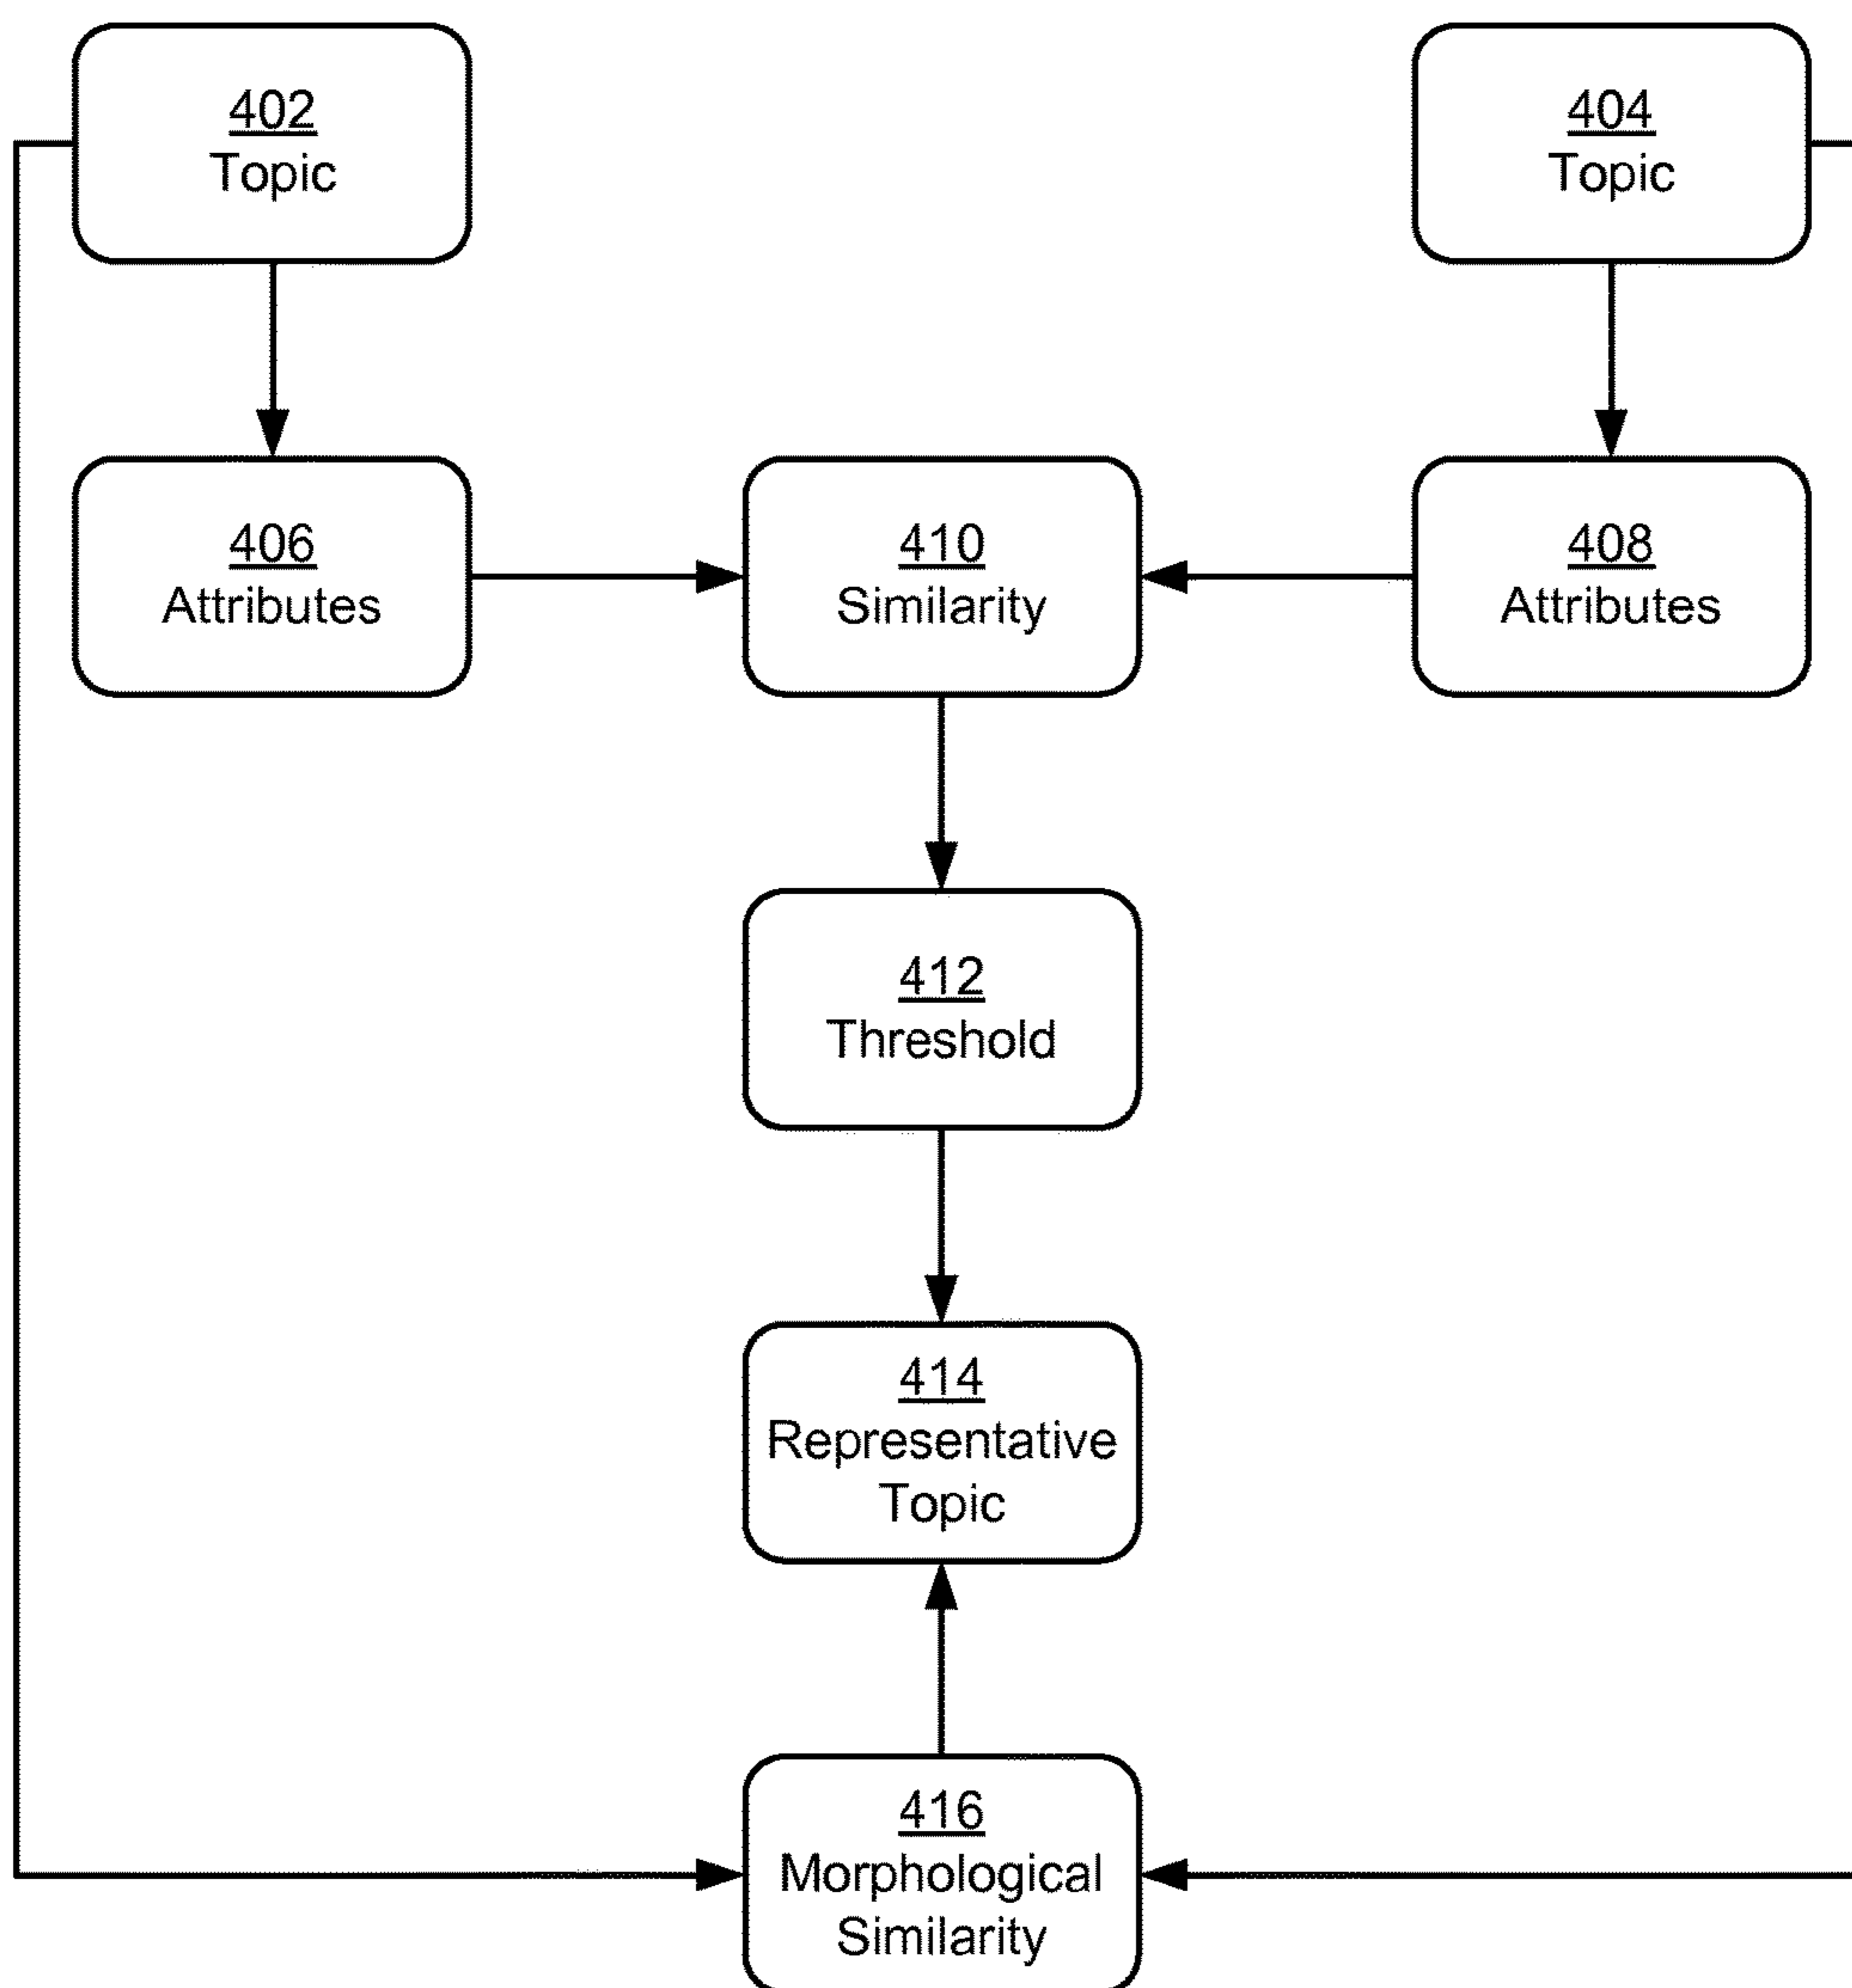 402
Topic
404
Topic
406
Attributes
410
Similarity
408
Attributes
412
Threshold
414
Representative
Topic
416
Morphological
Similarity